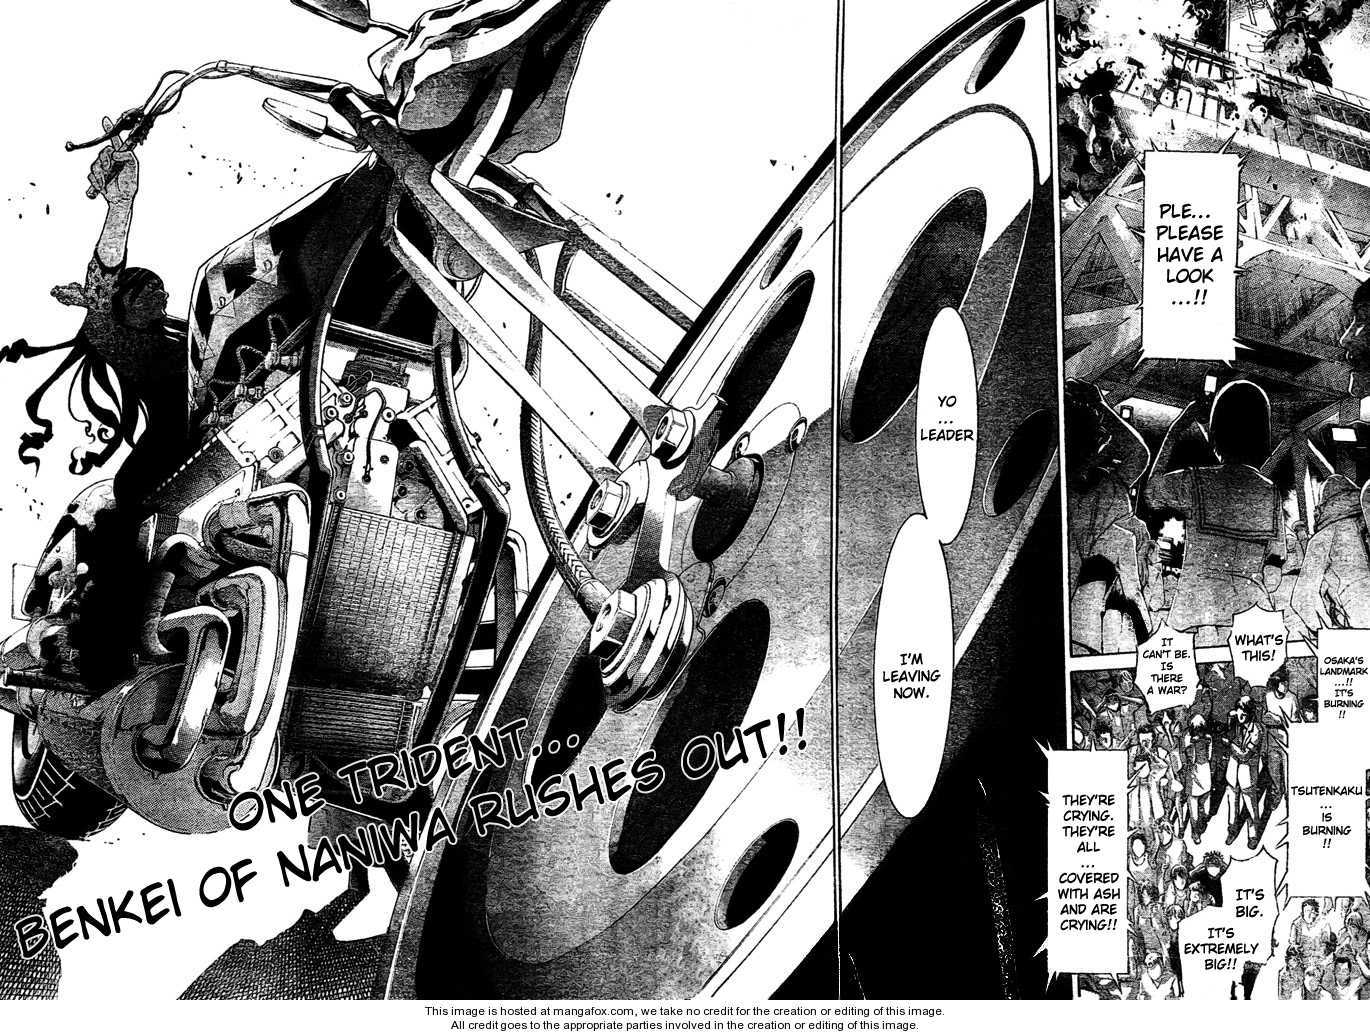 PLE...
PLEASE
HAVE A
LOOK
...!!
WHAT'S
THIS!
IT
CAN'T BE.
IS
THERE
A WAR?
OSAKA'S
LANDMARK
...!!
IT'S
BURNING
!!
TSUTENKAKU
...
IS
BURNING
!!
IT'S
BIG.
IT'S
EXTREMELY
BIG!!
THEY'RE
CRYING.
THEY'RE
ALL
...
COVERED
WITH ASH
AND ARE
CRYING!!
YO
...
LEADER
I'M
LEAVING
NOW.
ONE TRIDENT...
BENKEI OF NANIWA RUSHES OUT!!
This image is hosted at mangafox.com, we take no credit for the creation or editing of this image.
All credit goes to the appropriate parties involved in the creation or editing of this image.